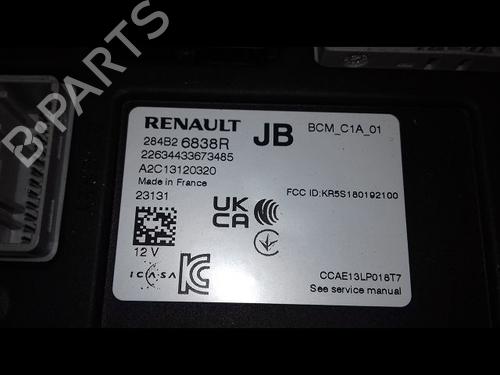 RENAULT JB BCM_C1A_01
284B2 6838R
22634433673485
A2C13120320
Made in France
23131
FCC ID:KR5S180192100
UK
CA
12 V
ICASA
CCAE13LP018T7
See service manual
B-PARTS